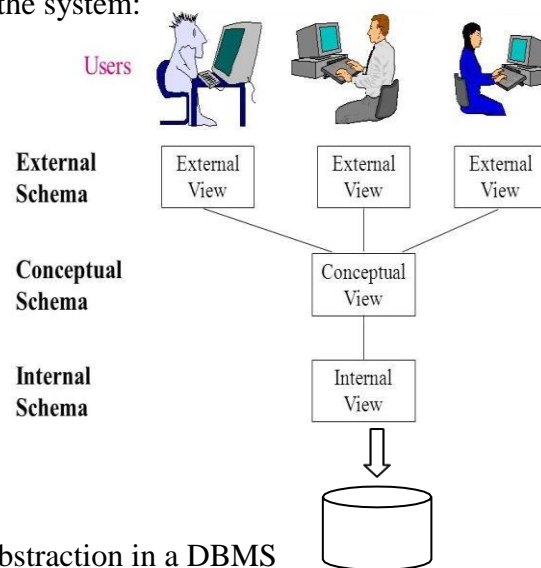 the system:
Users
External
Schema
External
View
External
View
External
View
Conceptual
Schema
Conceptual
View
Internal
Schema
Internal
View
bstraction in a DBMS